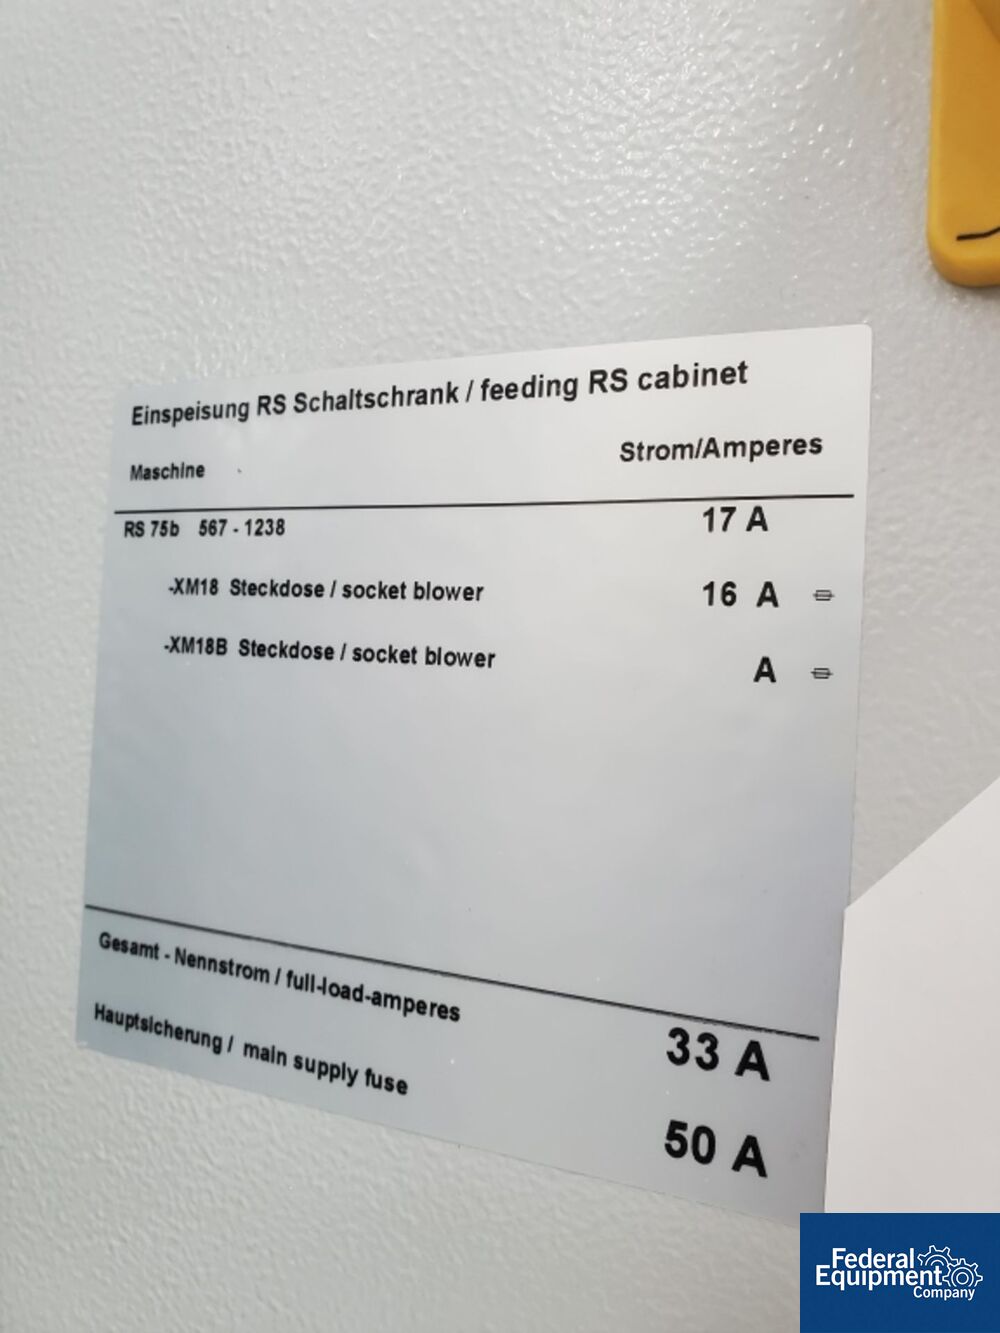 Einspeisung RS Schaltschrank / feeding RS cabinet
Maschine Strom/Amperes
RS 75b 567 - 1238 17 A
-XM18 Steckdose / socket blower 16 A
-XM18B Steckdose / socket blower A
Gesamt - Nennstrom / full-load-amperes 33 A
Hauptsicherung / main supply fuse 50 A
Federal
Equipment
Company